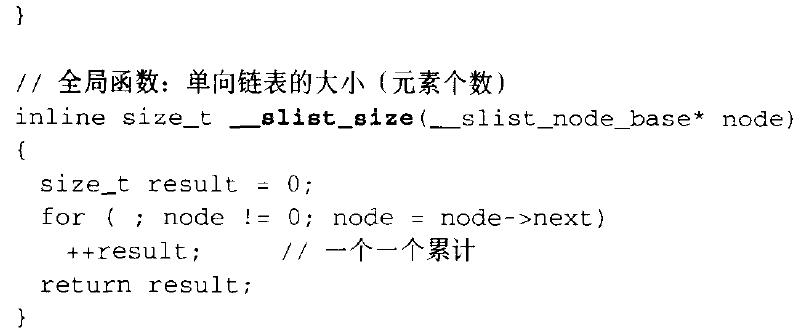 }
// 全局函数：单向链表的大小（元素个数）
inline size_t __slist_size(__slist_node_base* node)
{
size_t result = 0;
for ( ; node != 0; node = node->next)
++result; // 一个一个累计
return result;
}